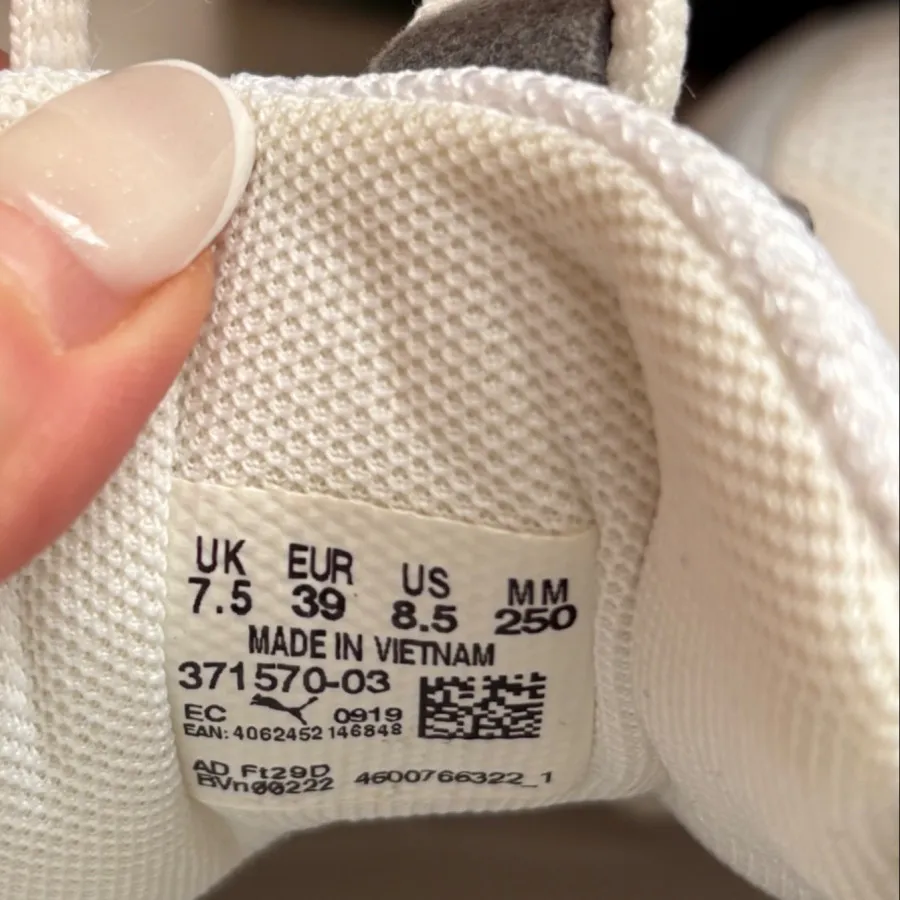 UK EUR US MM
7.5 39 8.5 250
MADE IN VIETNAM
371570-03
EC 0919
EAN: 4062452146848
AD Ft29D
BVn00222 4600766322_1